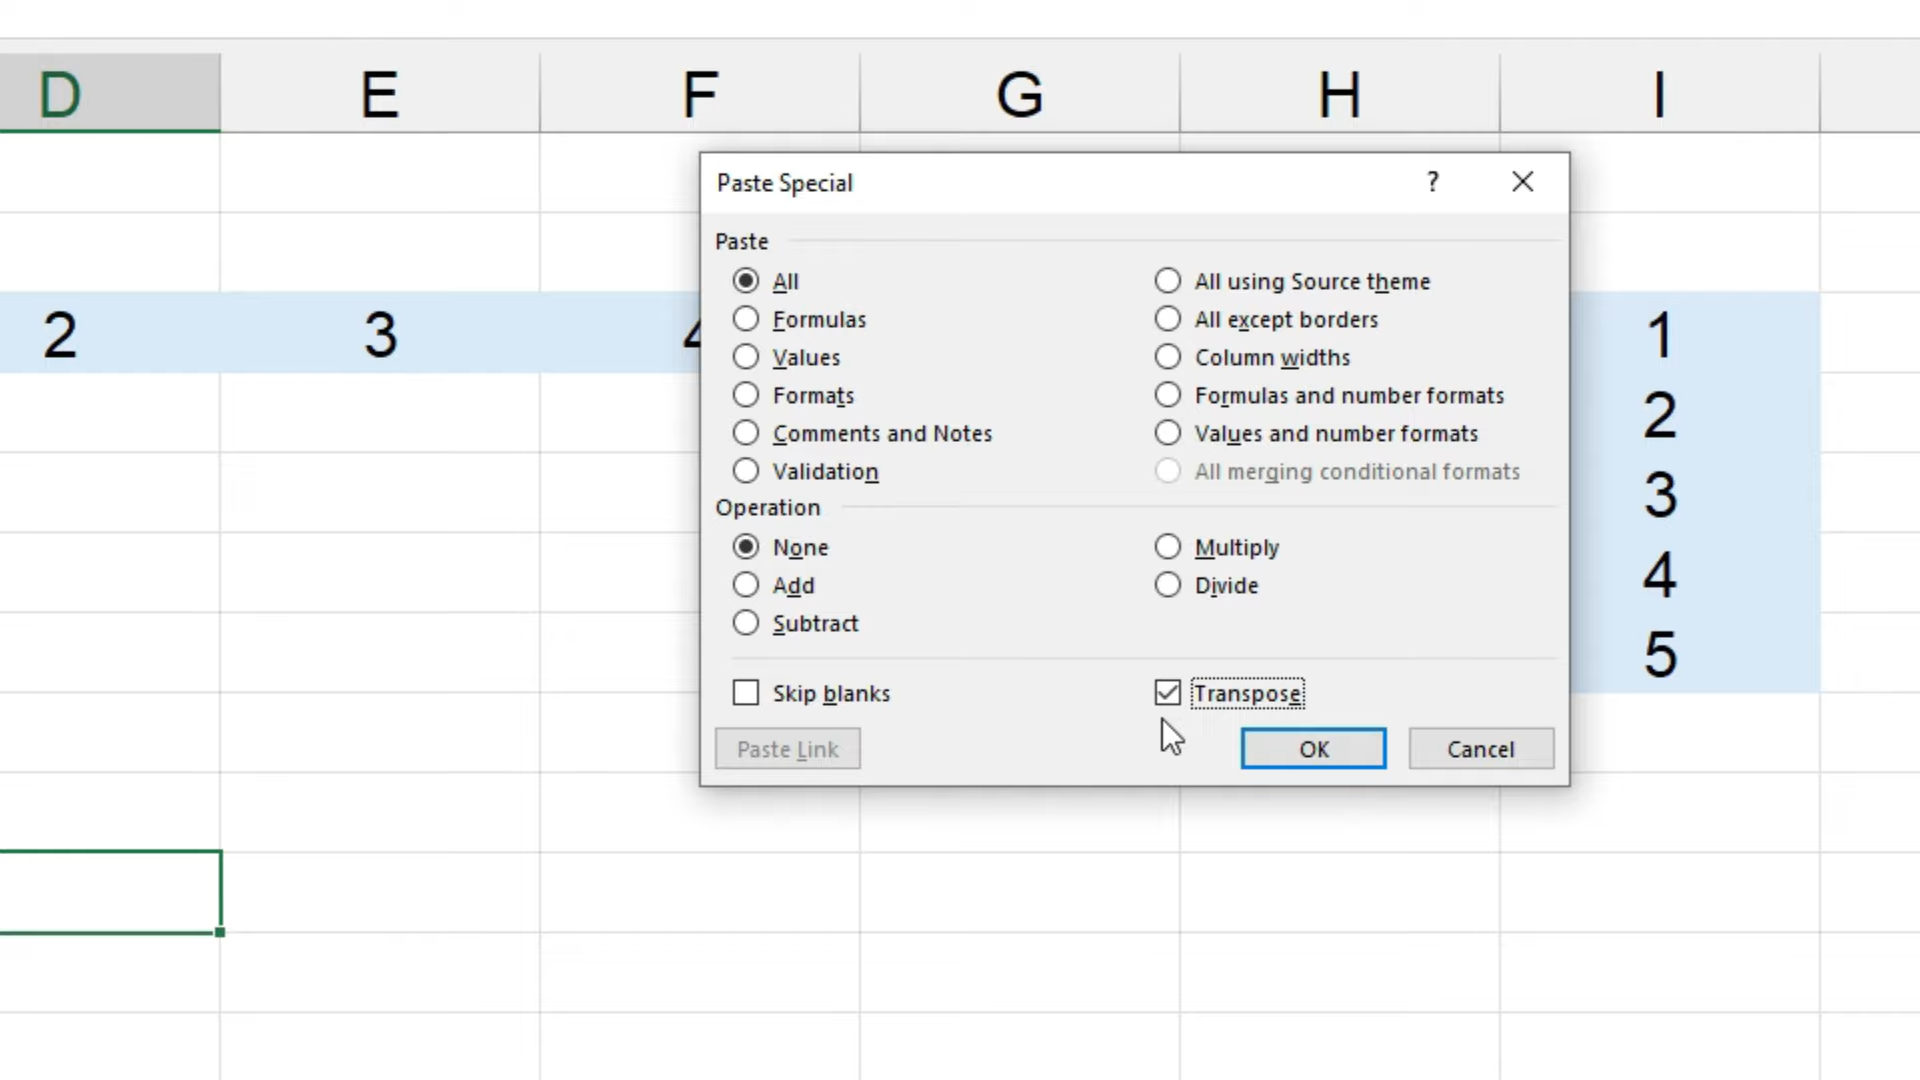 D E F G H I
Paste Special ?
Paste
All All using Source theme
Formulas All except borders
2 3 4 1
Values Column widths
Formats Formulas and number formats
2
Comments and Notes Values and number formats
Validation All merging conditional formats
3
Operation
None Multiply
4
Add Divide
Subtract
5
Skip blanks Transpose
Paste Link OK Cancel